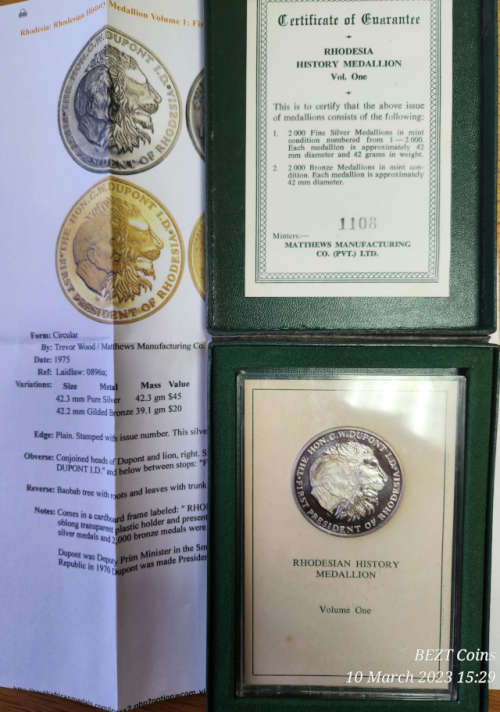 Rhodesia: Rhodesian History Medallion Volume 1: Fir
THE HON. C.W. DUPONT I.D. VISI
FIRST PRESIDENT OF RHODESI
THE HON. C.W. DUPONT I.D. VISI
FIRST PRESIDENT OF RHODE
Form: Circular
By: Trevor Wood / Matthews Manufacturing Co.
Date: 1975
Ref: Laidlaw: 0896a;
Variations: Size Metal Mass Value
42.3 mm Pure Silver 42.3 gm $45
42.2 mm Gilded Bronze 39.1 gm $20
Edge: Plain. Stamped with issue number. This silve
Obverse: Conjoined heads of Dupont and lion, right. S
DUPONT I.D." and below between stops: "F
Reverse: Baobab tree with roots and leaves with trunk
Notes: Comes in a cardboard frame labeled: " RHO
oblong transparent plastic holder and present
silver medals and 2,000 bronze medals were
Dupont was Deputy Prim Minister in the Sm
Republic in 1970 Dupont was made Presiden
Certificate of Guarantee
RHODESIA
HISTORY MEDALLION
Vol. One
This is to certify that the above issue
of medallions consists of the following:
1. 2 000 Fine Silver Medallions in mint
condition numbered from 1—2 000.
Each medallion is approximately 42
mm diameter and 42 grams in weight.
2. 2 000 Bronze Medallions in mint con-
dition. Each medallion is approximately
42 mm diameter.
1108
Minters:—
MATTHEWS MANUFACTURING
CO. (PVT.) LTD.
THE HON. C.W. DUPONT I.D. VISI
FIRST PRESIDENT OF RHODESI
RHODESIAN HISTORY
MEDALLION
Volume One
BEZT Coins
10 March 2023 15:29